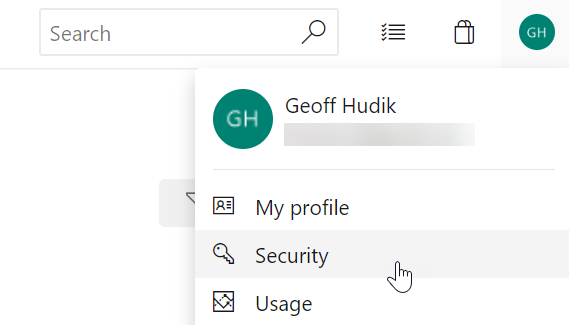 Search
GH
GH
Geoff Hudik
My profile
Security
Usage